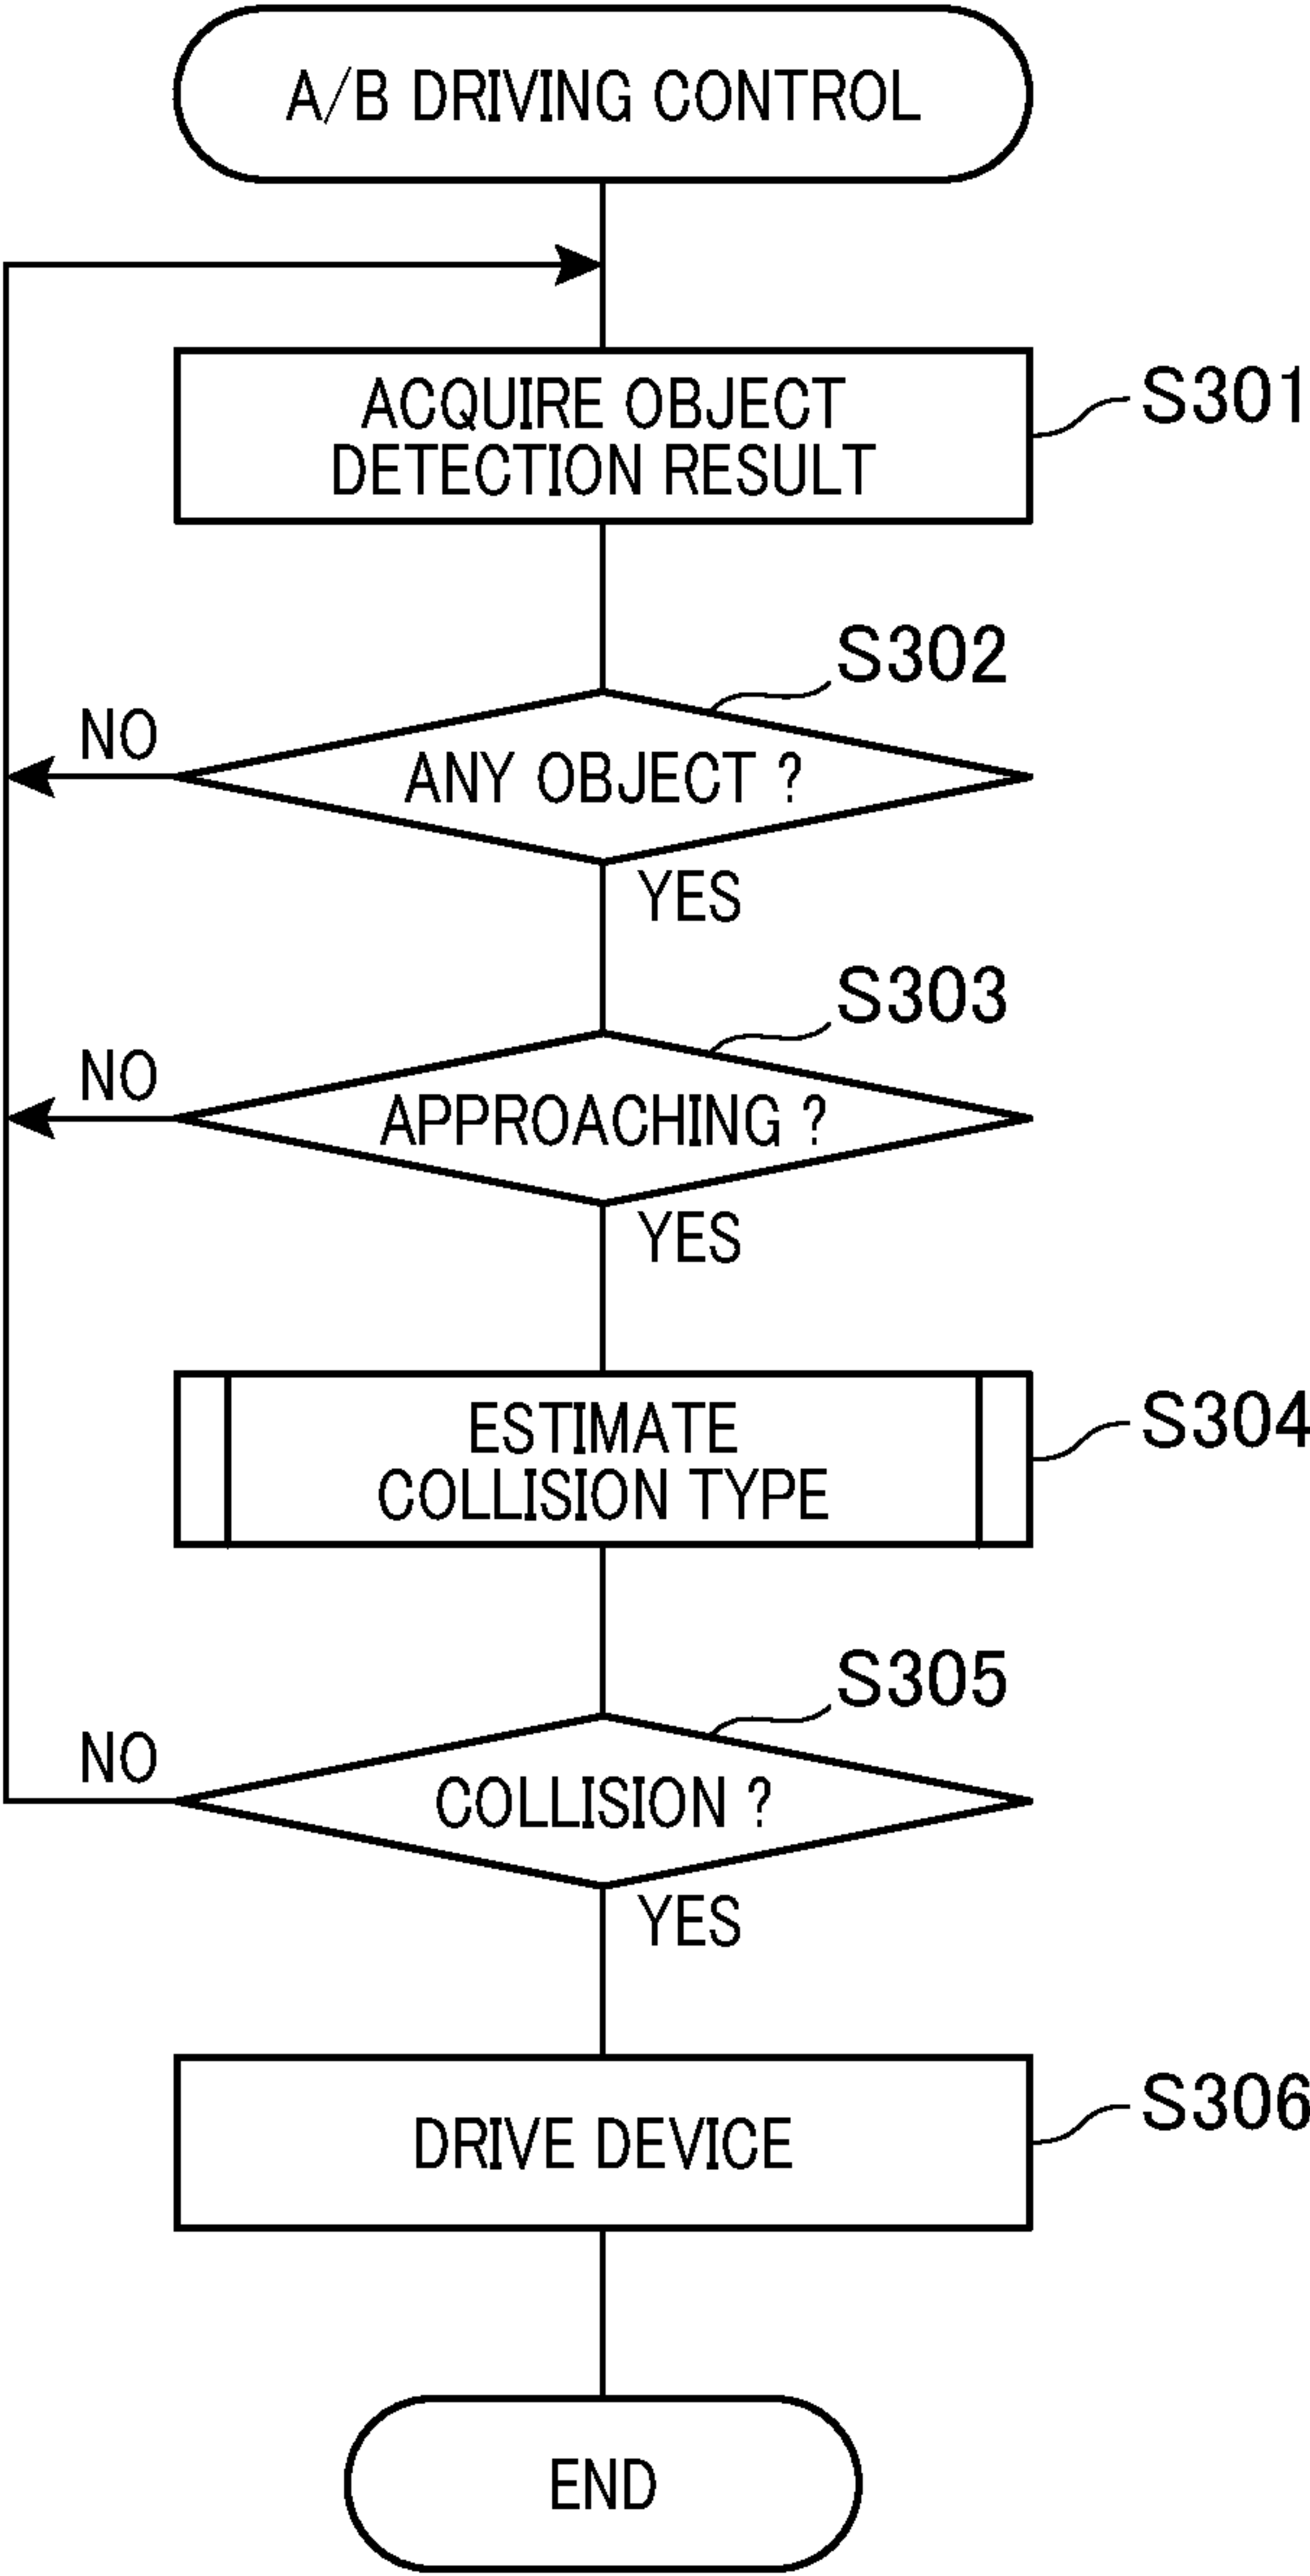 A/B DRIVING CONTROL
ACQUIRE OBJECT
DETECTION RESULT
S301
S302
NO
ANY OBJECT ?
YES
S303
NO
APPROACHING ?
YES
ESTIMATE
COLLISION TYPE
S304
S305
NO
COLLISION ?
YES
DRIVE DEVICE
S306
END